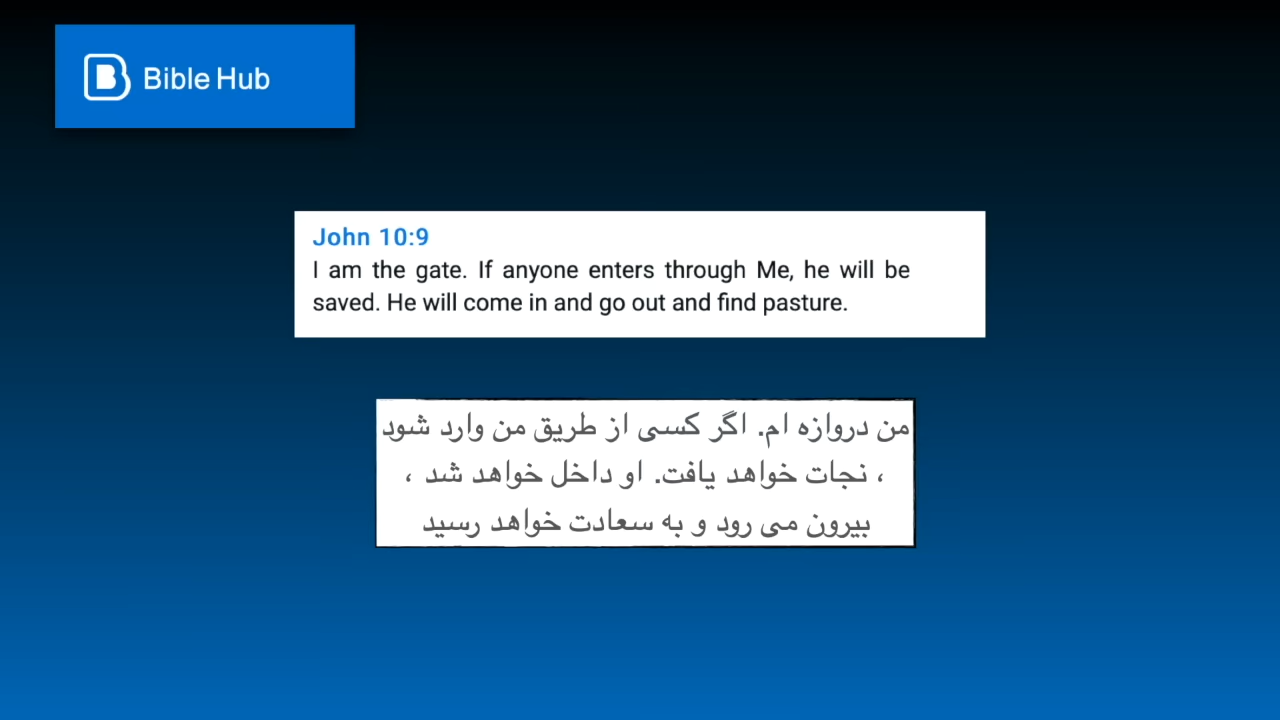 Bible Hub
John 10:9
I am the gate. If anyone enters through Me, he will be
saved. He will come in and go out and find pasture.
من دروازه ام. اگر کسی از طریق من وارد شود
، نجات خواهد یافت. او داخل خواهد شد ،
بیرون می رود و به سعادت خواهد رسید